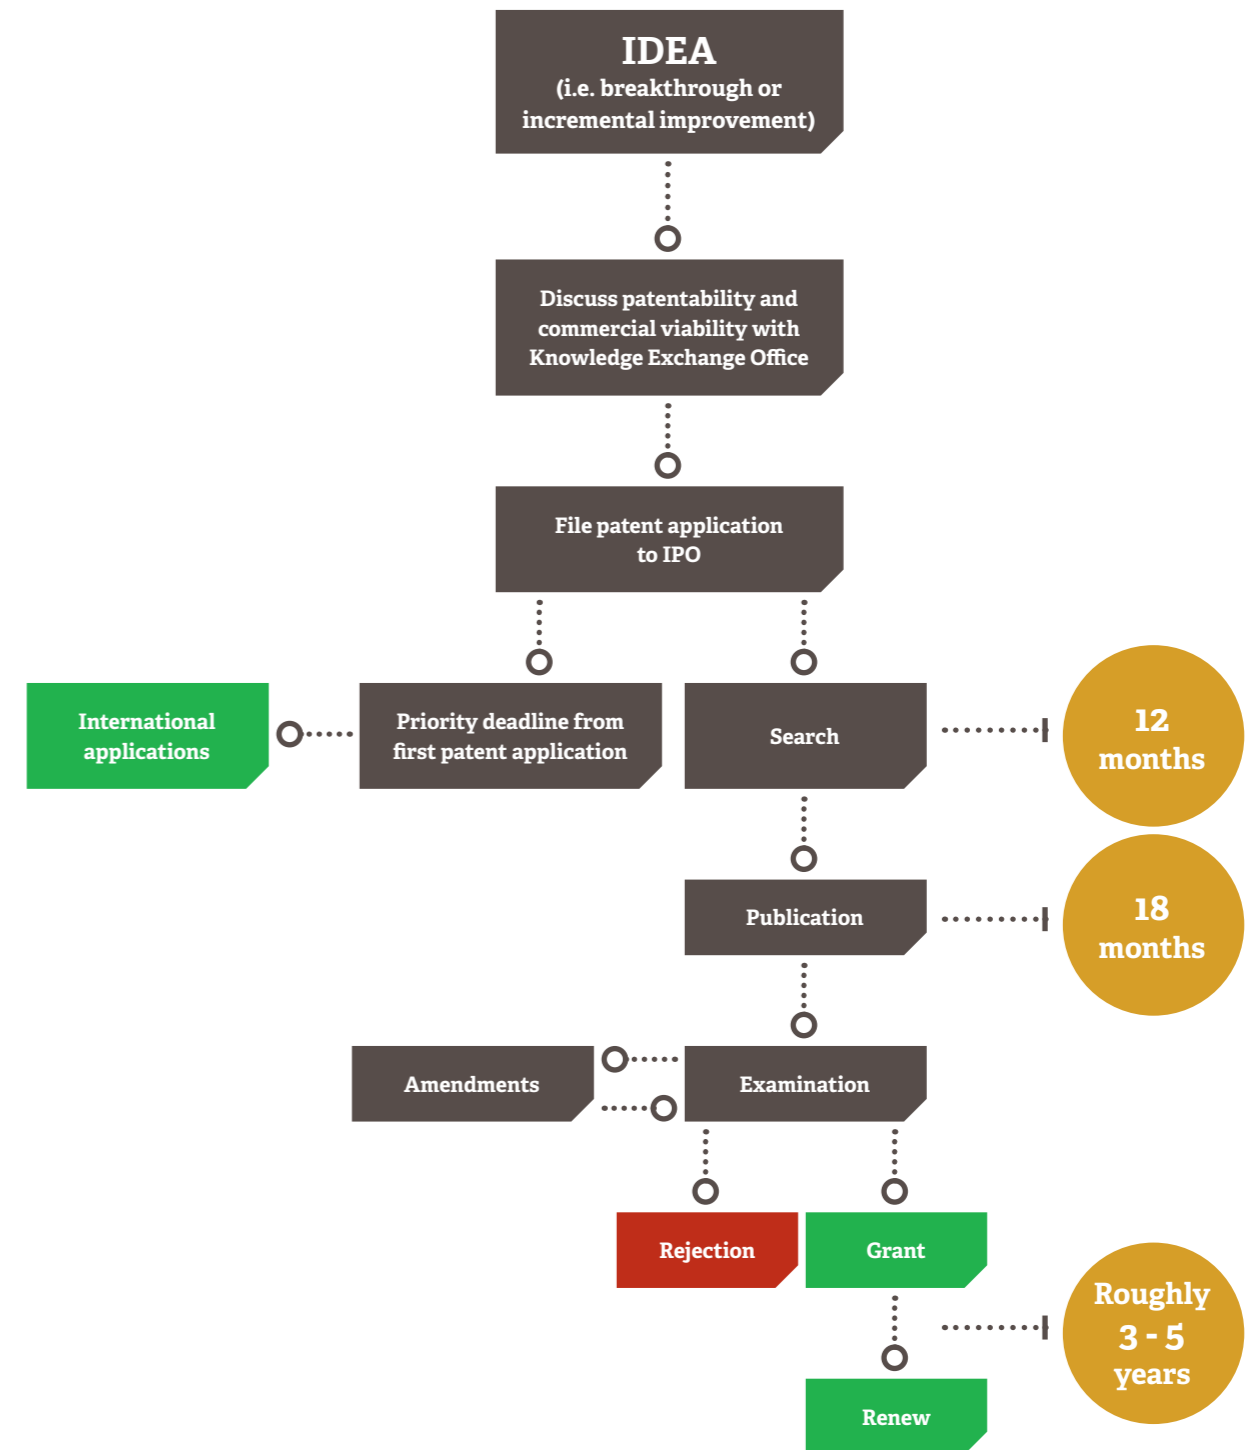 IDEA
(i.e. breakthrough or
incremental improvement)
Discuss patentability and
commercial viability with
Knowledge Exchange Office
File patent application
to IPO
International
applications
Priority deadline from
first patent application
Search
12
months
Publication
18
months
Amendments
Examination
Rejection
Grant
Roughly
3 - 5
years
Renew